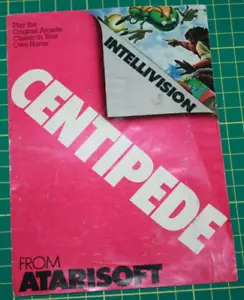 Play the
Original Arcade
Classic in Your
Own Home
INTELLIVISION
CENTIPEDE
FROM
ATARISOFT